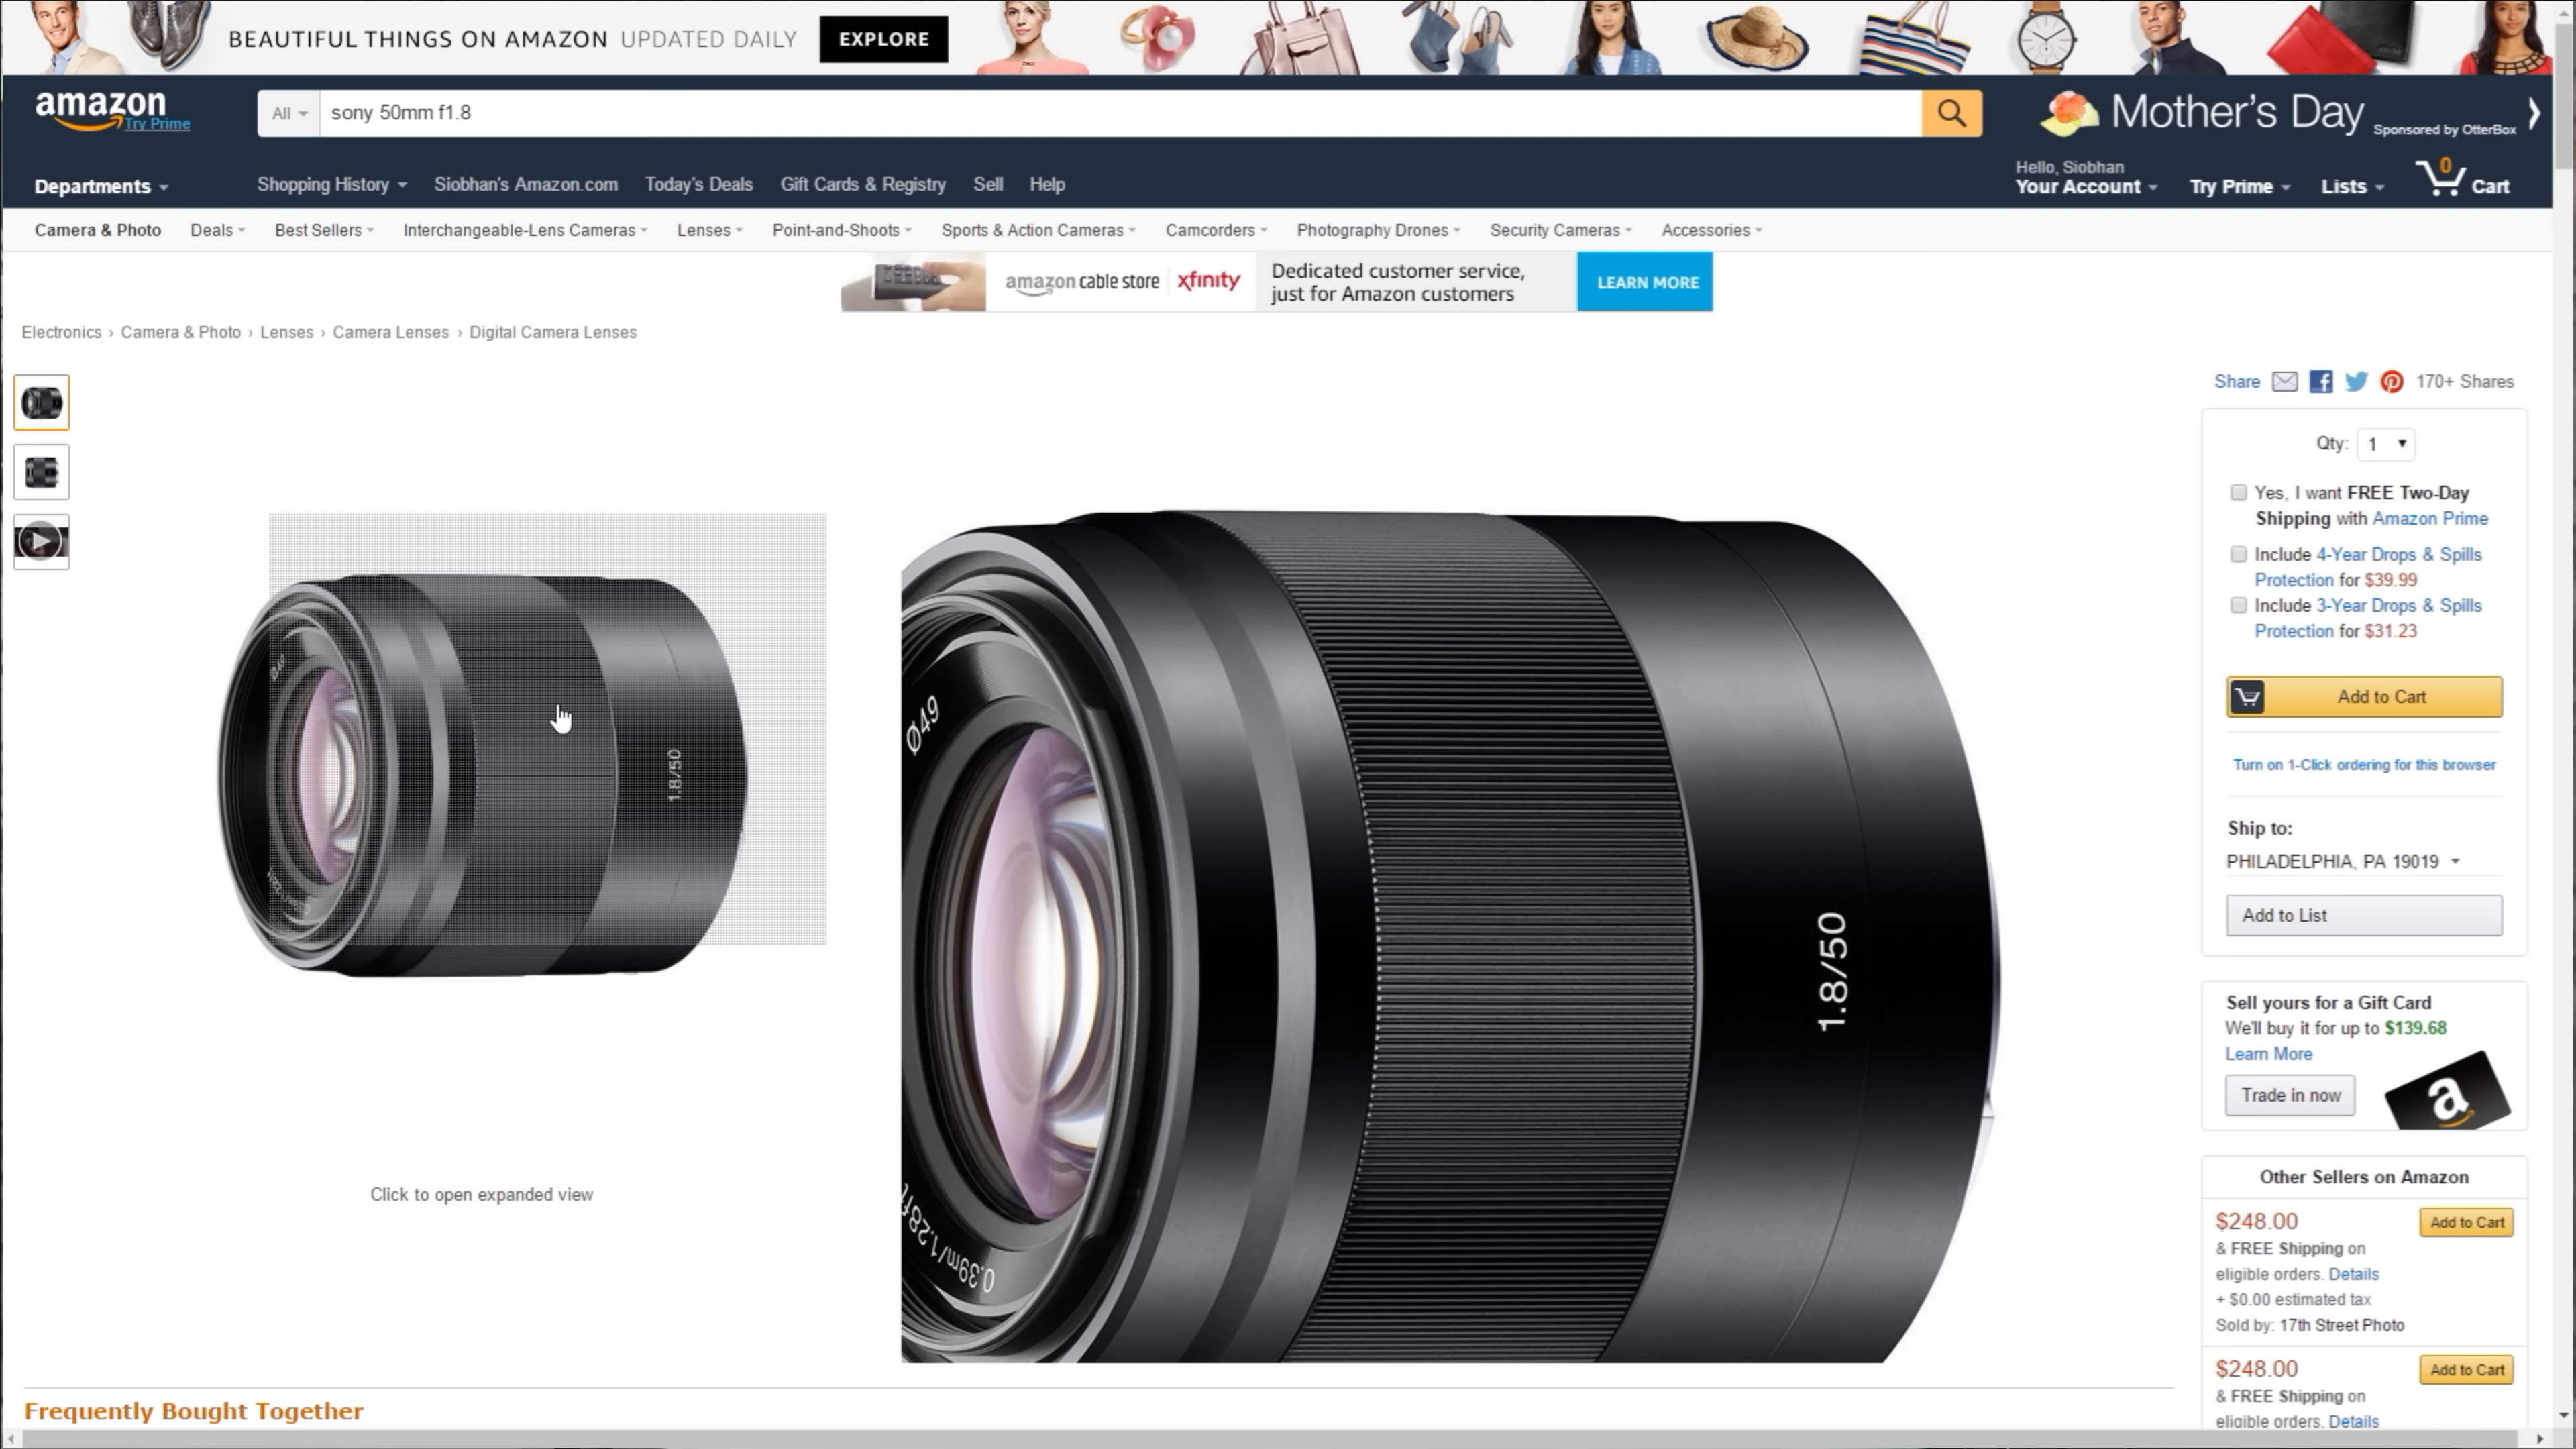 BEAUTIFUL THINGS ON AMAZON UPDATED DAILY EXPLORE
amazon
Try Prime
All
sony 50mm f1.8
Mother's Day
Sponsored by OtterBox
Departments
Shopping History
Siobhan's Amazon.com
Today's Deals
Gift Cards & Registry
Sell
Help
Hello, Siobhan
Your Account
Try Prime
Lists
0
Cart
Camera & Photo
Deals
Best Sellers
Interchangeable-Lens Cameras
Lenses
Point-and-Shoots
Sports & Action Cameras
Camcorders
Photography Drones
Security Cameras
Accessories
amazon cable store
xfinity
Dedicated customer service,
just for Amazon customers
LEARN MORE
Electronics › Camera & Photo › Lenses › Camera Lenses › Digital Camera Lenses
1.8/50
Click to open expanded view
Ø49
0.39m/1.28ft
1.8/50
Share
170+ Shares
Qty: 1
Yes, I want FREE Two-Day
Shipping with Amazon Prime
Include 4-Year Drops & Spills
Protection for $39.99
Include 3-Year Drops & Spills
Protection for $31.23
Add to Cart
Turn on 1-Click ordering for this browser
Ship to:
PHILADELPHIA, PA 19019
Add to List
Sell yours for a Gift Card
We'll buy it for up to $139.68
Learn More
Trade in now
a
Other Sellers on Amazon
$248.00
Add to Cart
& FREE Shipping on
eligible orders. Details
+ $0.00 estimated tax
Sold by: 17th Street Photo
$248.00
Add to Cart
& FREE Shipping on
eligible orders. Details
Frequently Bought Together